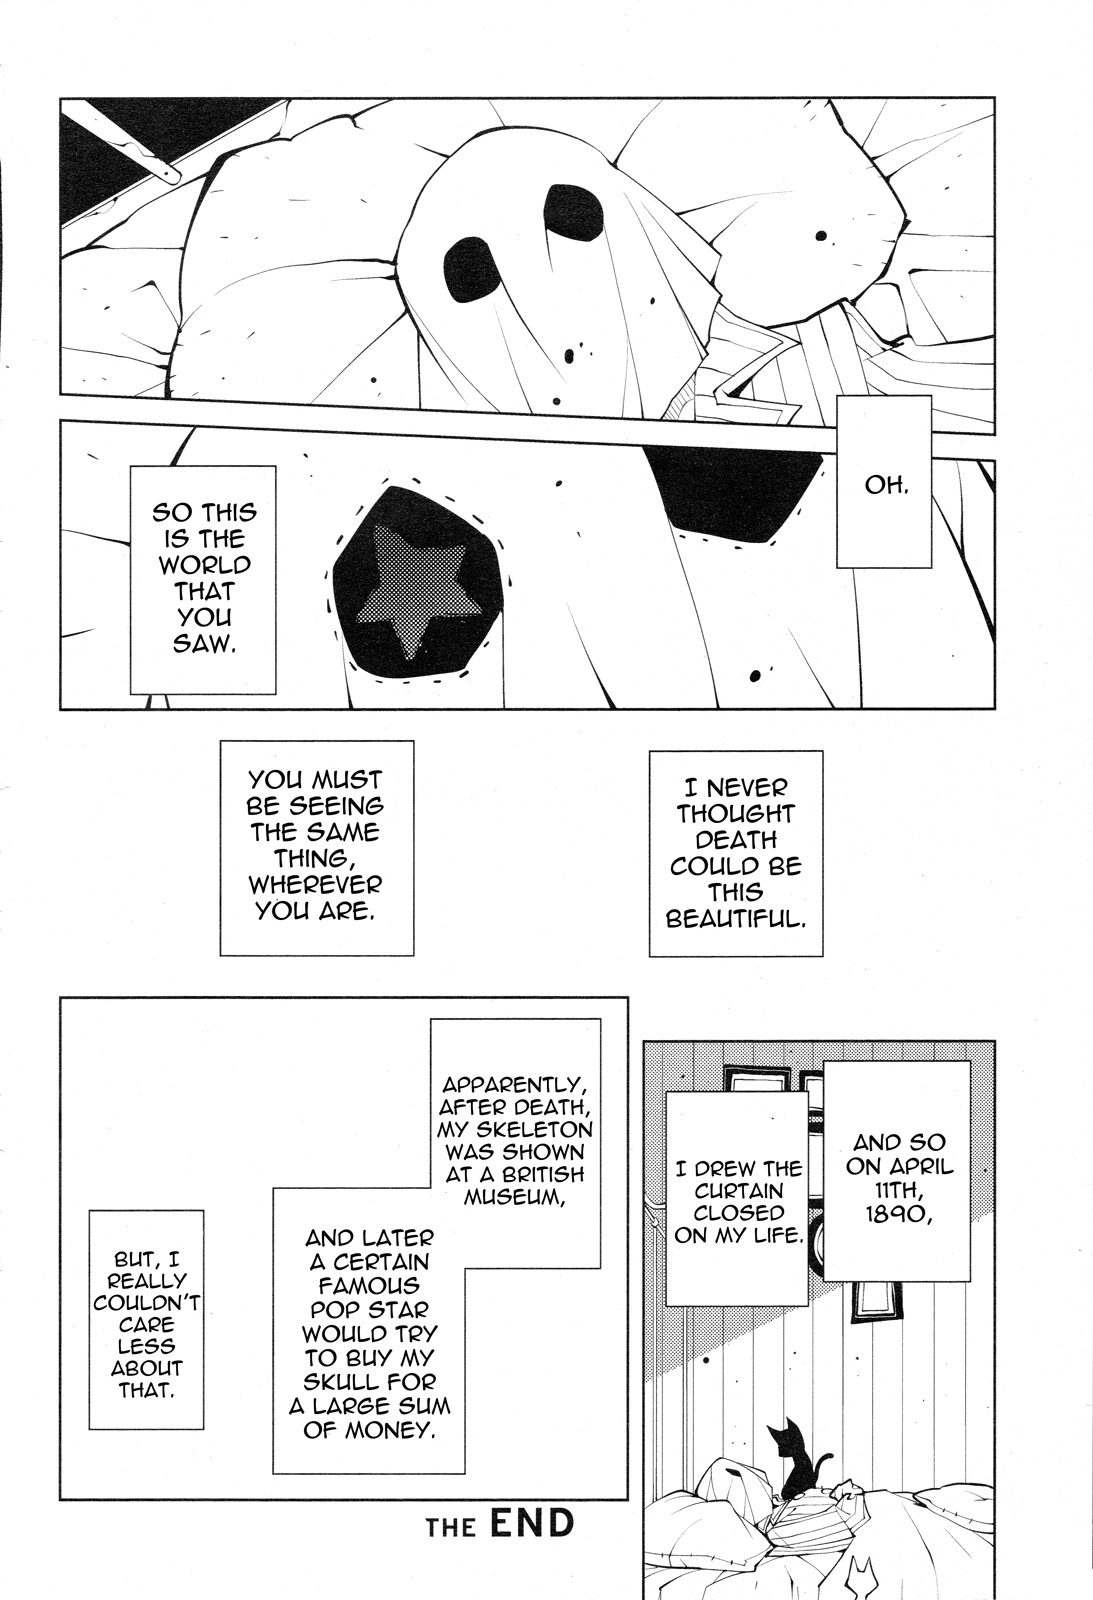 OH.
SO THIS
IS THE
WORLD
THAT
YOU
SAW.
I NEVER
THOUGHT
DEATH
COULD BE
THIS
BEAUTIFUL.
YOU MUST
BE SEEING
THE SAME
THING,
WHEREVER
YOU ARE.
AND SO
ON APRIL
11TH,
1890,
I DREW THE
CURTAIN
CLOSED
ON MY LIFE.
APPARENTLY,
AFTER DEATH,
MY SKELETON
WAS SHOWN
AT A BRITISH
MUSEUM,
AND LATER
A CERTAIN
FAMOUS
POP STAR
WOULD TRY
TO BUY MY
SKULL FOR
A LARGE SUM
OF MONEY.
BUT, I
REALLY
COULDN'T
CARE
LESS
ABOUT
THAT.
THE END